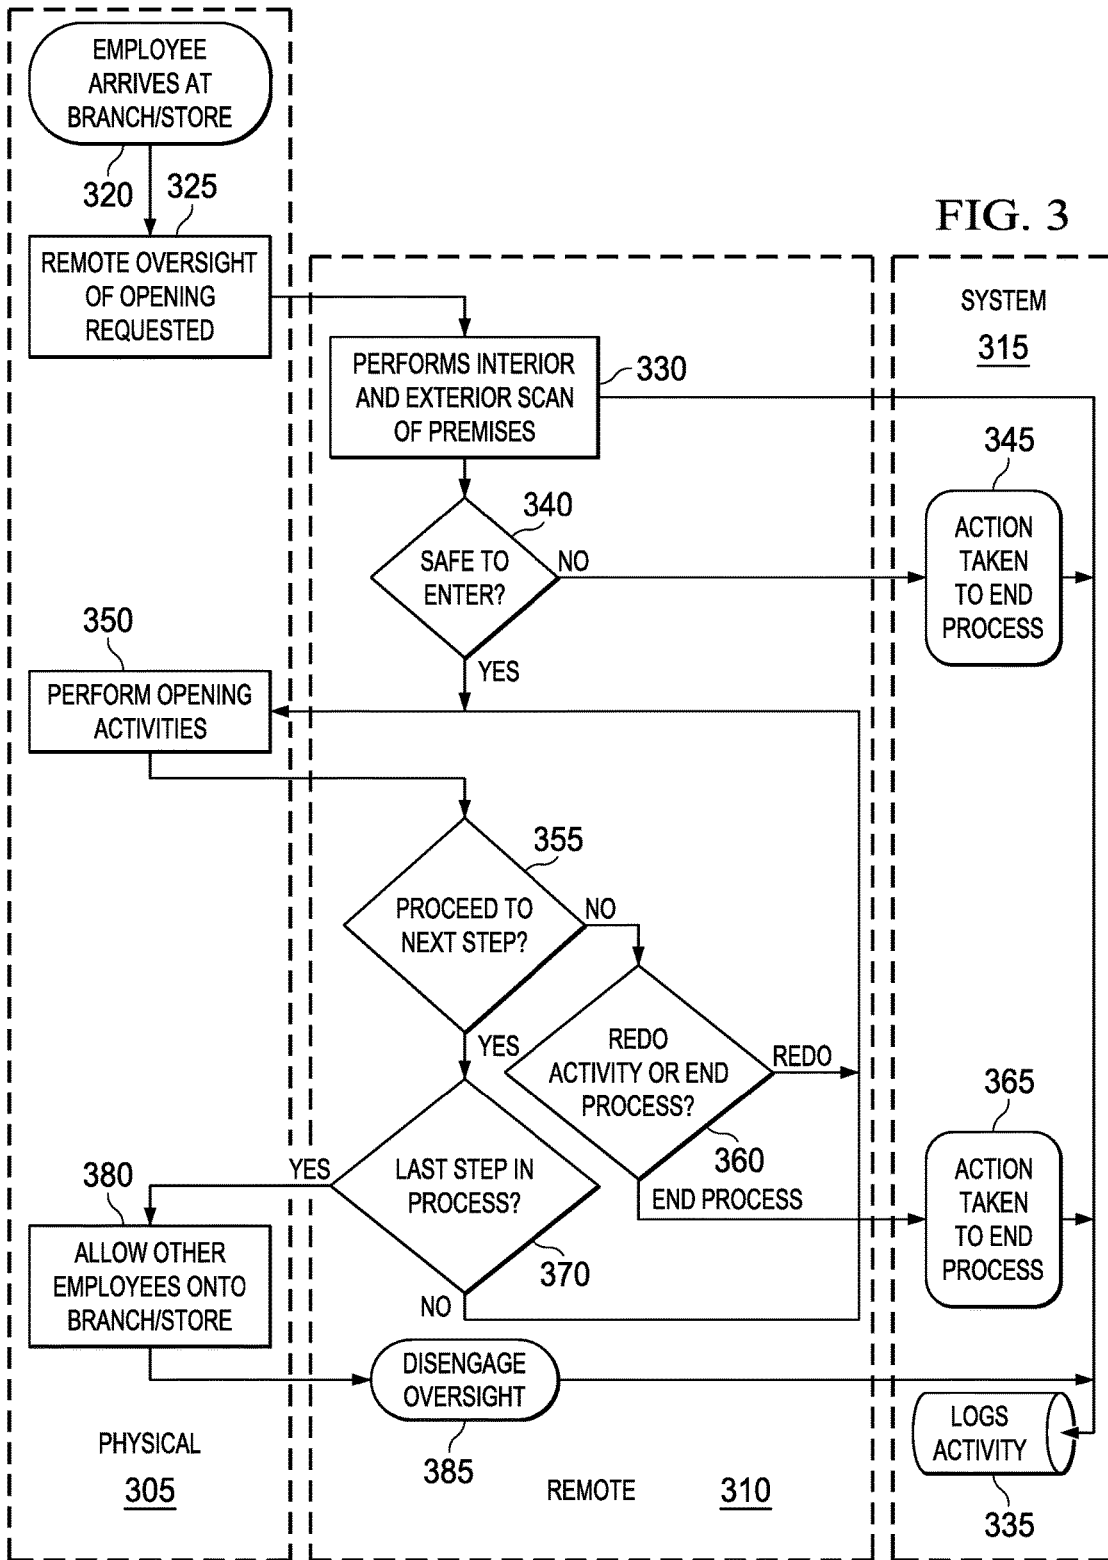 EMPLOYEE
ARRIVES AT
BRANCH/STORE
320
325
FIG. 3
REMOTE OVERSIGHT
OF OPENING
REQUESTED
SYSTEM
315
PERFORMS INTERIOR
AND EXTERIOR SCAN
OF PREMISES
330
345
340
SAFE TO
ENTER?
NO
ACTION
TAKEN
TO END
PROCESS
YES
350
PERFORM OPENING
ACTIVITIES
355
PROCEED TO
NEXT STEP?
NO
YES
REDO
ACTIVITY OR END
PROCESS?
REDO
360
END PROCESS
365
ACTION
TAKEN
TO END
PROCESS
LAST STEP IN
PROCESS?
YES
370
NO
380
ALLOW OTHER
EMPLOYEES ONTO
BRANCH/STORE
DISENGAGE
OVERSIGHT
385
LOGS
ACTIVITY
335
PHYSICAL
305
REMOTE
310